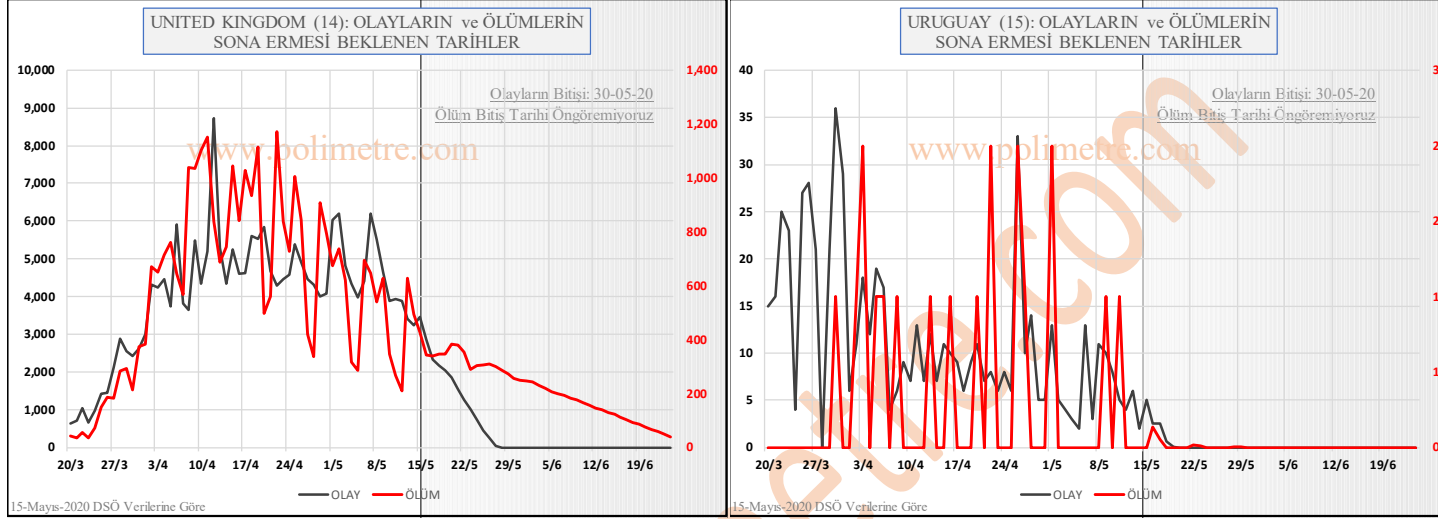 UNITED KINGDOM (14): OLAYLARIN ve ÖLÜMLERİN
SONA ERMESİ BEKLENEN TARİHLER
10,000
9,000
8,000
7,000
6,000
5,000
4,000
3,000
2,000
1,000
0
1,400
1,200
1,000
800
600
400
200
0
Olayların Bitişi: 30-05-20
Ölüm Bitiş Tarihi Öngöremiyoruz
www.polimetre.com
20/3 27/3 3/4 10/4 17/4 24/4 1/5 8/5 15/5 22/5 29/5 5/6 12/6 19/6
OLAY ÖLÜM
15-Mayıs-2020 DSÖ Verilerine Göre
URUGUAY (15): OLAYLARIN ve ÖLÜMLERİN
SONA ERMESİ BEKLENEN TARİHLER
40
35
30
25
20
15
10
5
0
3
2
2
1
1
0
Olayların Bitişi: 30-05-20
Ölüm Bitiş Tarihi Öngöremiyoruz
www.polimetre.com
etre.com
20/3 27/3 3/4 10/4 17/4 24/4 1/5 8/5 15/5 22/5 29/5 5/6 12/6 19/6
OLAY ÖLÜM
15-Mayıs-2020 DSÖ Verilerine Göre